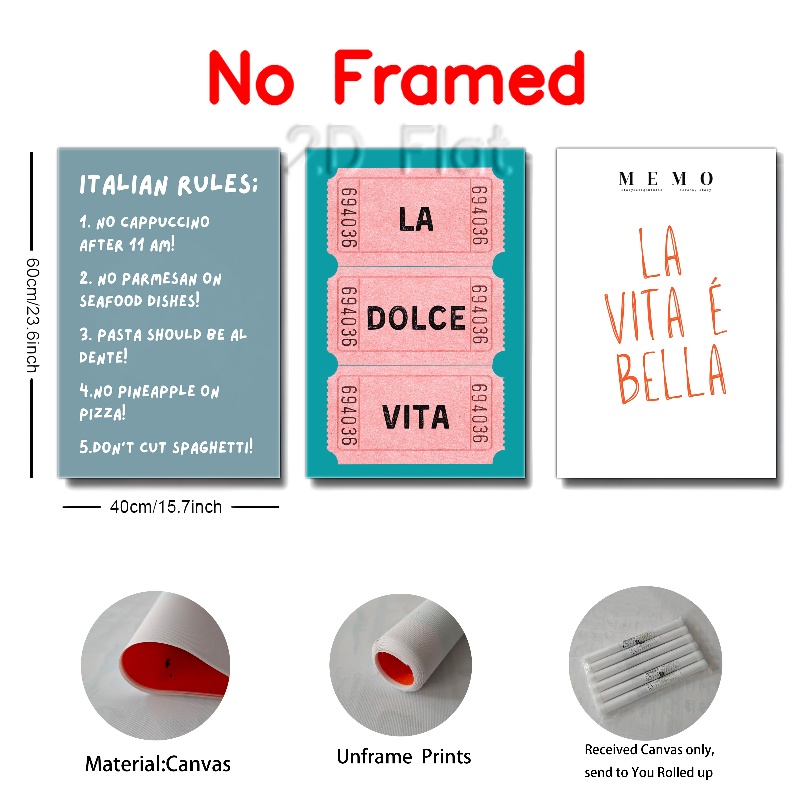 No Framed
2D Flat
60cm/23.6inch
40cm/15.7inch
ITALIAN RULES;
1. NO CAPPUCCINO
AFTER 11 AM!
2. NO PARMESAN ON
SEAFOOD DISHES!
3. PASTA SHOULD BE AL
DENTE!
4.NO PINEAPPLE ON
PIZZA!
5.DON'T CUT SPAGHETTI!
694036
LA
694036
694036
DOLCE
694036
694036
VITA
694036
MEMO
LA
VITA É
BELLA
Material:Canvas
Unframe Prints
Received Canvas only,
send to You Rolled up